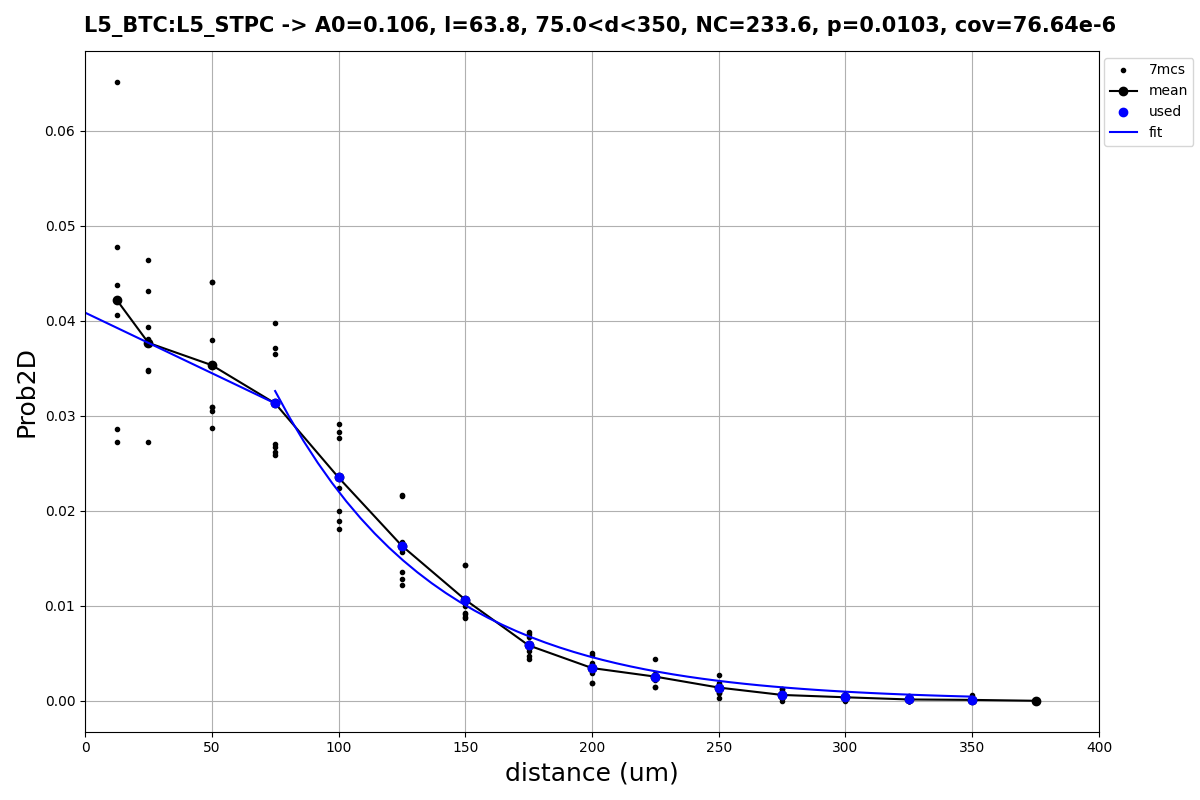 L5_BTC:L5_STPC -> A0=0.106, l=63.8, 75.0<d<350, NC=233.6, p=0.0103, cov=76.64e-6
7mcs
mean
used
fit
0.06
0.05
0.04
0.03
0.02
0.01
0.00
Prob2D
0 50 100 150 200 250 300 350 400
distance (um)